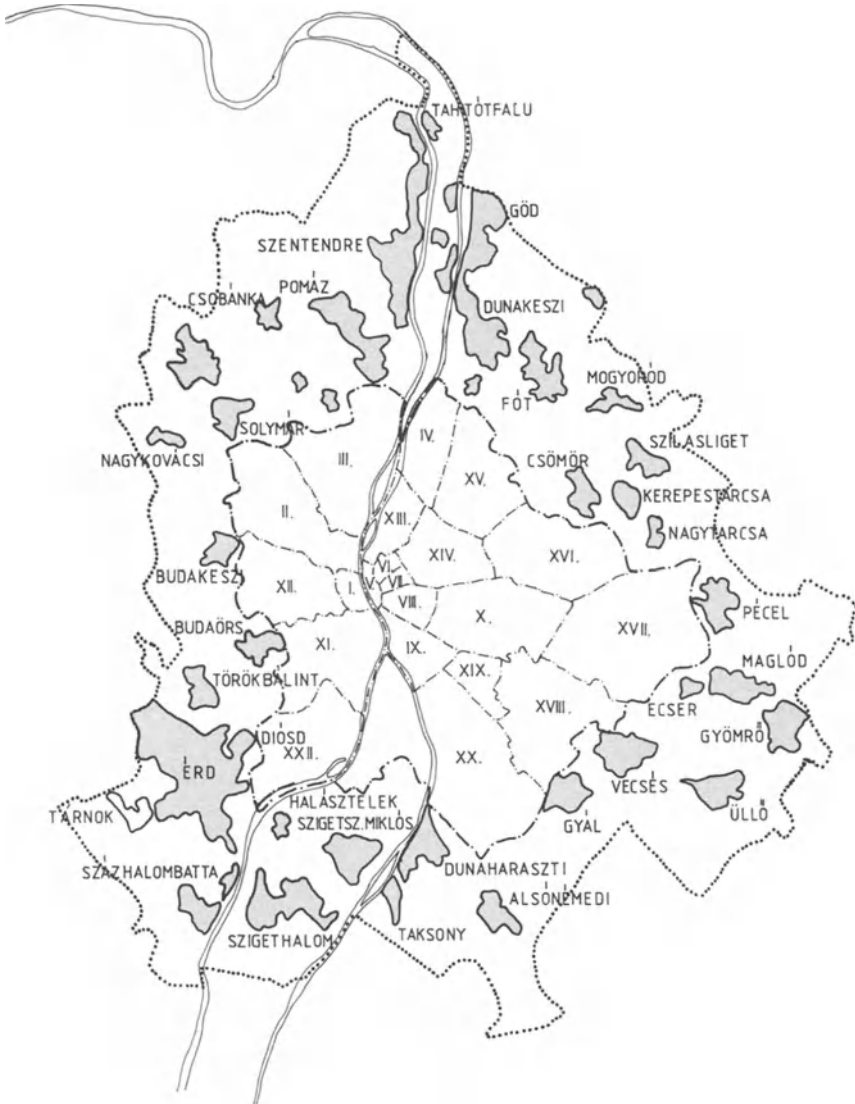 TAHITÓTFALU
GÖD
SZENTENDRE
CSOBÁNKA
POMÁZ
DUNAKESZI
MOGYORÓD
FÓT
SOLYMÁR
IV.
SZILASLIGET
NAGYKOVÁCSI
III.
CSÖMÖR
XV.
KEREPESTARCSA
II.
XIII.
NAGYTARCSA
XIV.
XVI.
BUDAKESZI
XII.
I.
V.
VI.
VII.
VIII.
X.
PÉCEL
BUDAÖRS
XI.
IX.
XVII.
XIX.
MAGLÓD
TÖRÖKBÁLINT
ECSER
XVIII.
DIÓSD
GYÖMRŐ
XXII.
XX.
ÉRD
VECSÉS
HALÁSZTELEK
TÁRNOK
SZIGETSZ.MIKLÓS
GYÁL
ÜLLŐ
SZÁZHALOMBATTA
DUNAHARASZTI
ALSÓNÉMEDI
SZIGETHALOM
TAKSONY